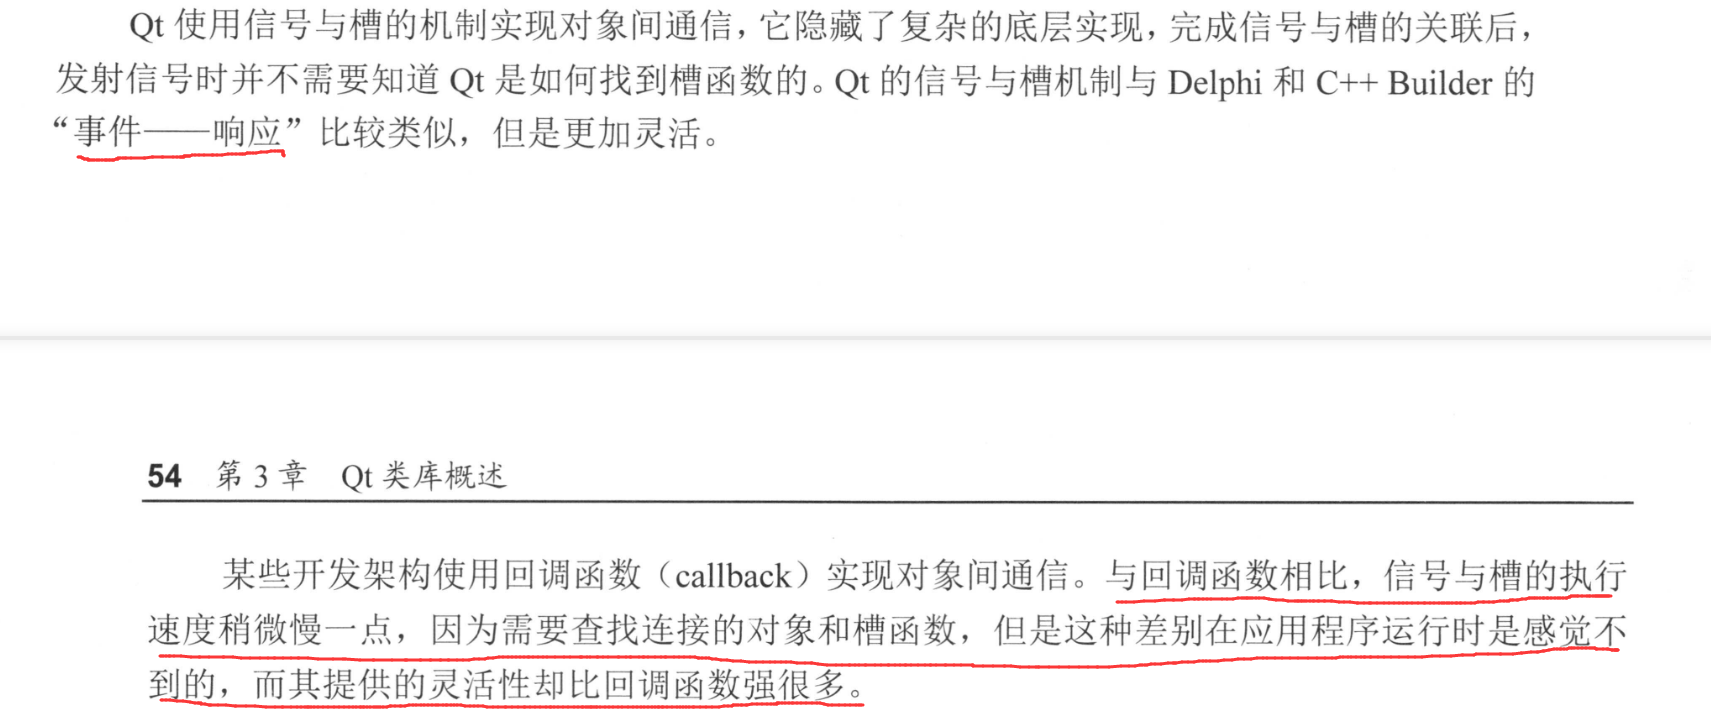 Qt 使用信号与槽的机制实现对象间通信，它隐藏了复杂的底层实现，完成信号与槽的关联后，
发射信号时并不需要知道 Qt 是如何找到槽函数的。Qt 的信号与槽机制与 Delphi 和 C++ Builder 的
“事件——响应”比较类似，但是更加灵活。
54 第 3 章 Qt 类库概述
某些开发架构使用回调函数（callback）实现对象间通信。与回调函数相比，信号与槽的执行
速度稍微慢一点，因为需要查找连接的对象和槽函数，但是这种差别在应用程序运行时是感觉不
到的，而其提供的灵活性却比回调函数强很多。